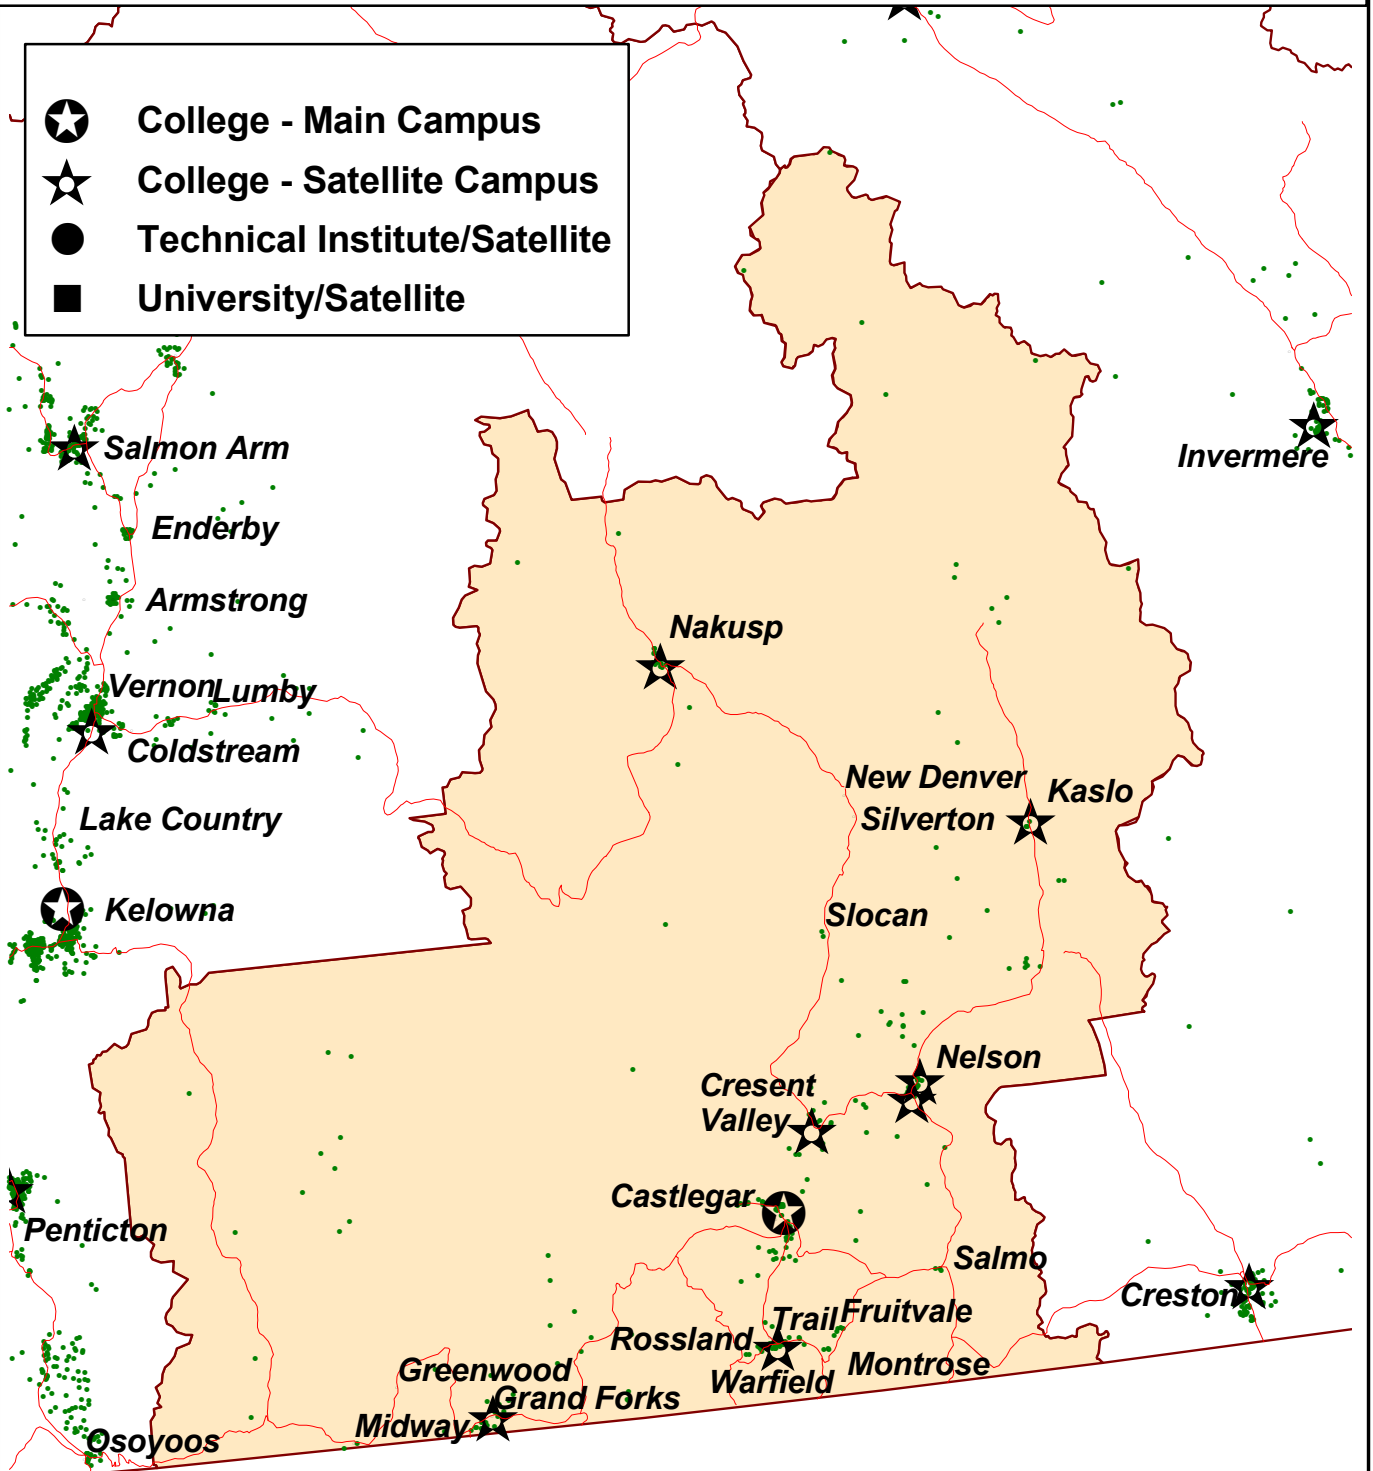 College - Main Campus
College - Satellite Campus
Technical Institute/Satellite
University/Satellite
Salmon Arm
Invermere
Enderby
Armstrong
Nakusp
Vernon
Lumby
Coldstream
New Denver
Kaslo
Silverton
Lake Country
Kelowna
Slocan
Nelson
Cresent
Valley
Castlegar
Penticton
Salmo
Creston
Trail
Fruitvale
Rossland
Montrose
Warfield
Greenwood
Grand Forks
Midway
Osoyoos